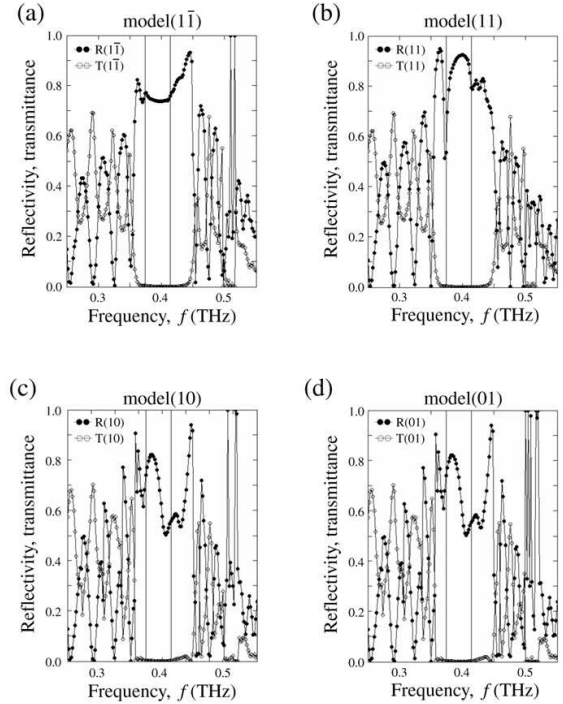 (a)
model(11̅)
R(11̅)
T(11̅)
Reflectivity, transmittance
1.0
0.8
0.6
0.4
0.2
0.0
0.3
0.4
0.5
Frequency, f (THz)
(b)
model(11)
R(11)
T(11)
Reflectivity, transmittance
1.0
0.8
0.6
0.4
0.2
0.0
0.3
0.4
0.5
Frequency, f (THz)
(c)
model(10)
R(10)
T(10)
Reflectivity, transmittance
1.0
0.8
0.6
0.4
0.2
0.0
0.3
0.4
0.5
Frequency, f (THz)
(d)
model(01)
R(01)
T(01)
Reflectivity, transmittance
1.0
0.8
0.6
0.4
0.2
0.0
0.3
0.4
0.5
Frequency, f (THz)